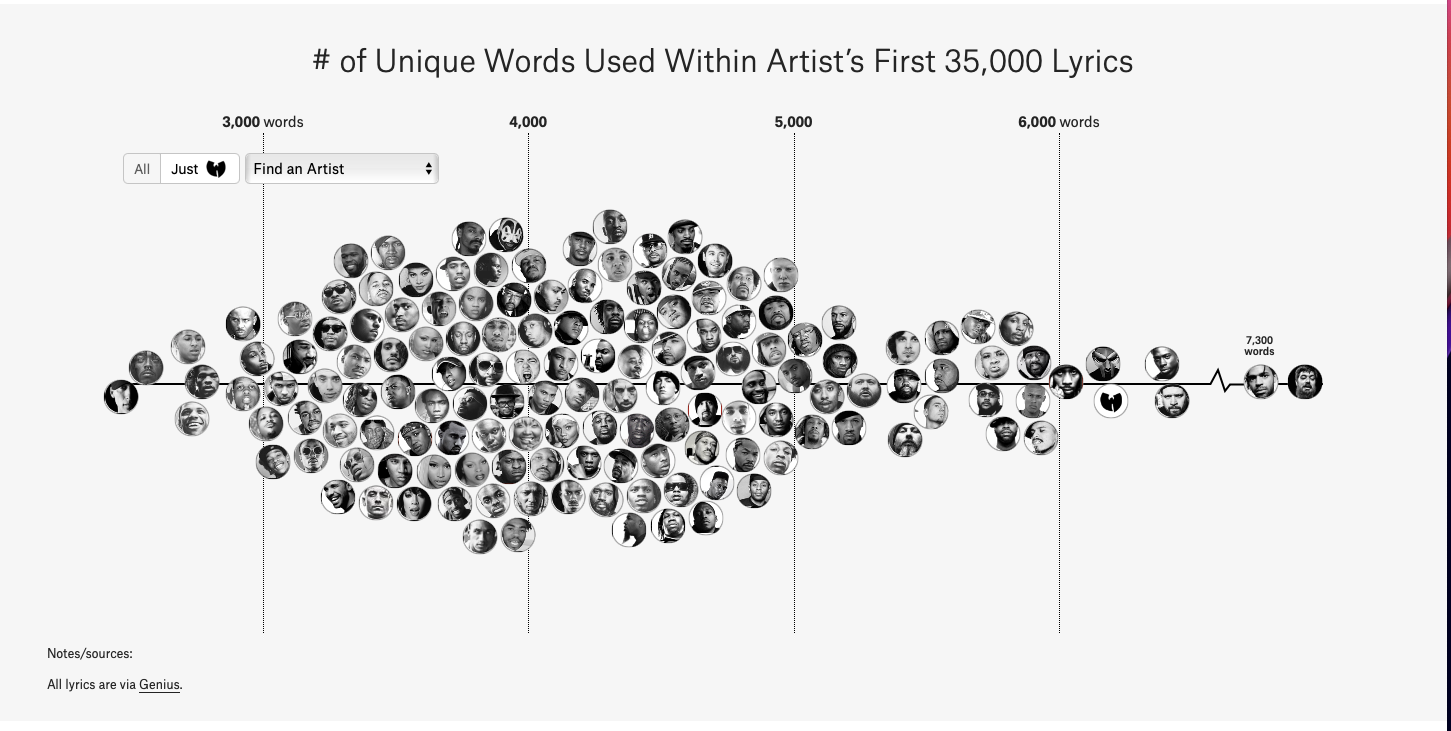 # of Unique Words Used Within Artist’s First 35,000 Lyrics
3,000 words
4,000
5,000
6,000 words
All
Just
Find an Artist
7,300
words
Notes/sources:
All lyrics are via Genius.